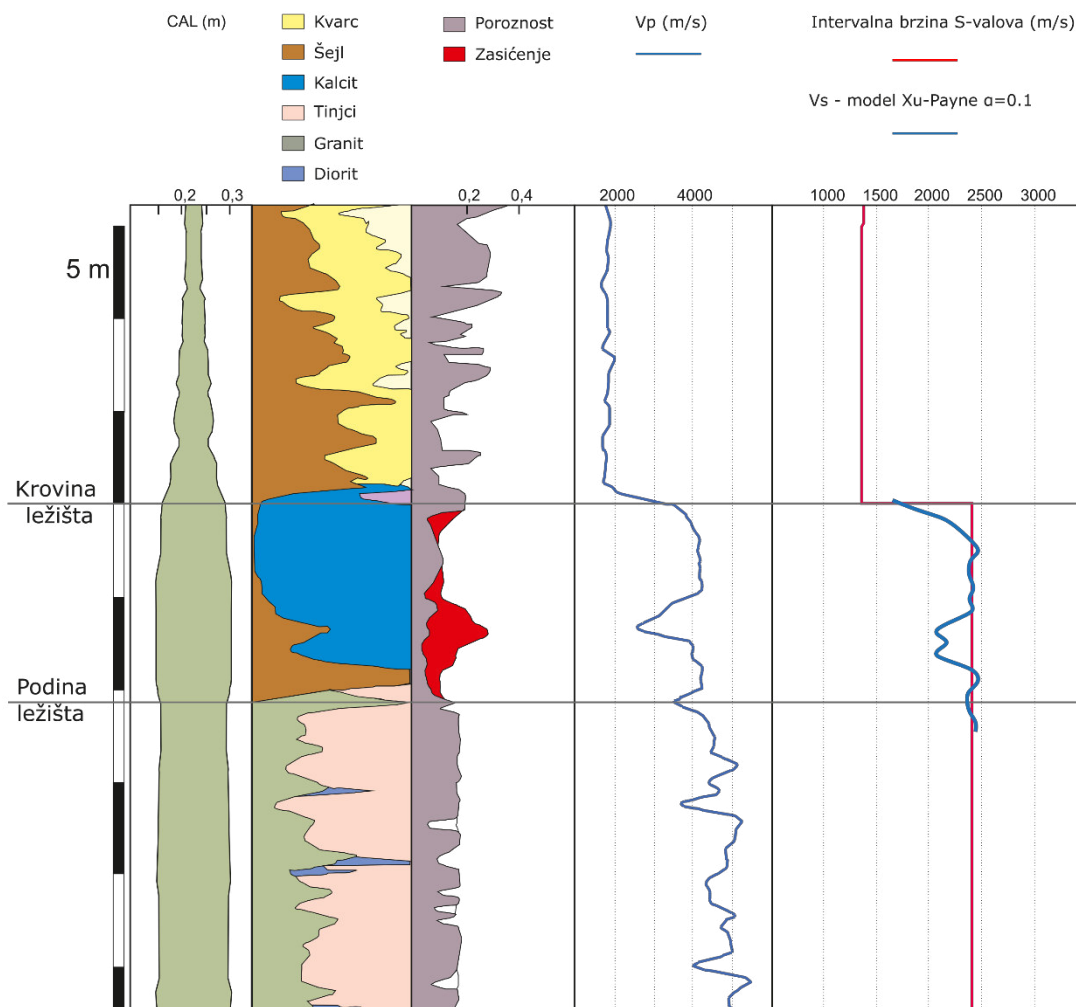 CAL (m)
Kvarc
Šejl
Kalcit
Tinjci
Granit
Diorit
Poroznost
Zasićenje
Vp (m/s)
Intervalna brzina S-valova (m/s)
Vs - model Xu-Payne α=0.1
0,2 0,3
0,2 0,4
2000 4000
1000 1500 2000 2500 3000
5 m
Krovina
ležišta
Podina
ležišta